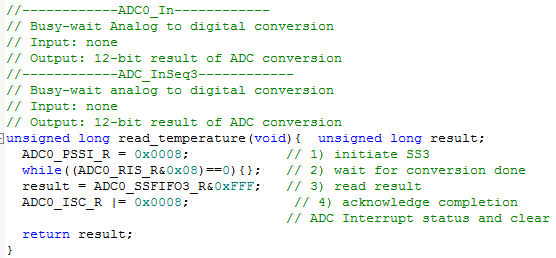 //------------ADC0_In------------
// Busy-wait Analog to digital conversion
// Input: none
// Output: 12-bit result of ADC conversion
//------------ADC_InSeq3------------
// Busy-wait analog to digital conversion
// Input: none
// Output: 12-bit result of ADC conversion
unsigned long read_temperature(void){  unsigned long result;
  ADC0_PSSI_R = 0x0008;            // 1) initiate SS3
  while((ADC0_RIS_R&0x08)==0){};   // 2) wait for conversion done
  result = ADC0_SSFIFO3_R&0xFFF;   // 3) read result
  ADC0_ISC_R |= 0x0008;             // 4) acknowledge completion
                                   // ADC Interrupt status and clear
  return result;
}